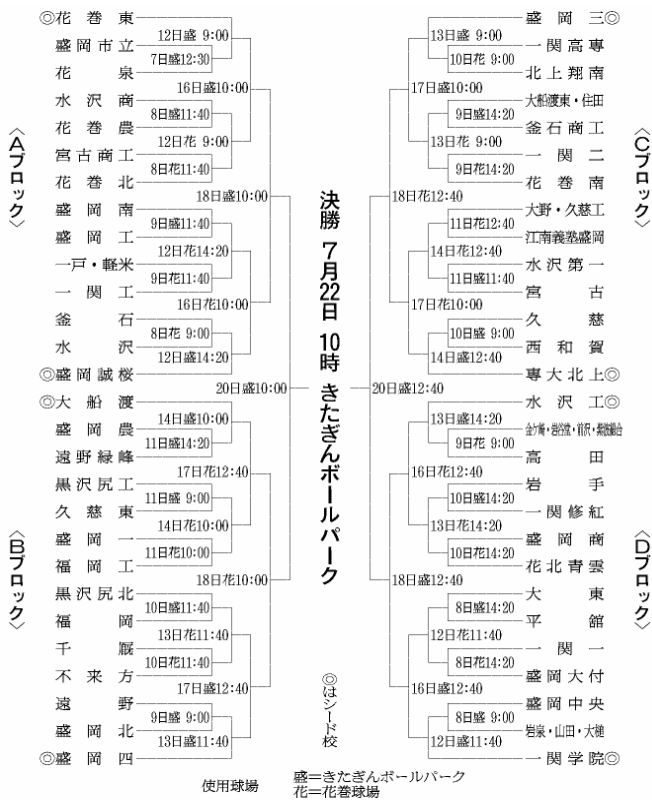 〈Aブロック〉
◎花巻東
盛岡市立
花泉
水沢商
花巻農
宮古商工
花巻北
盛岡南
盛岡工
一戸・軽米
一関工
釜石
水沢
◎盛岡誠桜
12日盛 9:00
7日盛12:30
16日盛10:00
8日盛11:40
12日花 9:00
8日花11:40
18日盛10:00
9日盛11:40
12日花14:20
9日花11:40
16日花10:00
8日花 9:00
12日盛14:20
20日盛10:00
〈Bブロック〉
◎大船渡
盛岡農
遠野緑峰
黒沢尻工
久慈東
盛岡一
福岡工
黒沢尻北
福岡
千厩
不来方
遠野
盛岡北
◎盛岡四
14日盛10:00
11日盛14:20
17日花12:40
11日盛 9:00
14日花10:00
11日花10:00
18日花10:00
10日盛11:40
13日花11:40
10日花11:40
17日盛12:40
9日盛 9:00
13日盛11:40
決勝 7月22日 10時 きたぎんボールパーク
◎はシード校
〈Cブロック〉
盛岡三◎
一関高専
北上翔南
大船渡東・住田
釜石商工
一関二
花巻南
大野・久慈工
江南義塾盛岡
水沢第一
宮古
久慈
西和賀
専大北上◎
13日盛 9:00
10日花 9:00
17日盛10:00
9日盛14:20
13日花 9:00
9日花14:20
18日花12:40
11日花12:40
14日花12:40
11日盛11:40
17日花10:00
10日盛 9:00
14日盛12:40
20日盛12:40
〈Dブロック〉
水沢工◎
高田
岩手
一関修紅
盛岡商
花北青雲
大東
平舘
一関一
盛岡大付
盛岡中央
岩泉・山田・大槌
一関学院◎
13日盛14:20
9日花 9:00
16日花12:40
10日盛14:20
13日花14:20
10日花14:20
18日盛12:40
8日盛14:20
12日花11:40
8日花14:20
16日盛12:40
8日盛 9:00
12日盛11:40
使用球場
盛＝きたぎんボールパーク
花＝花巻球場